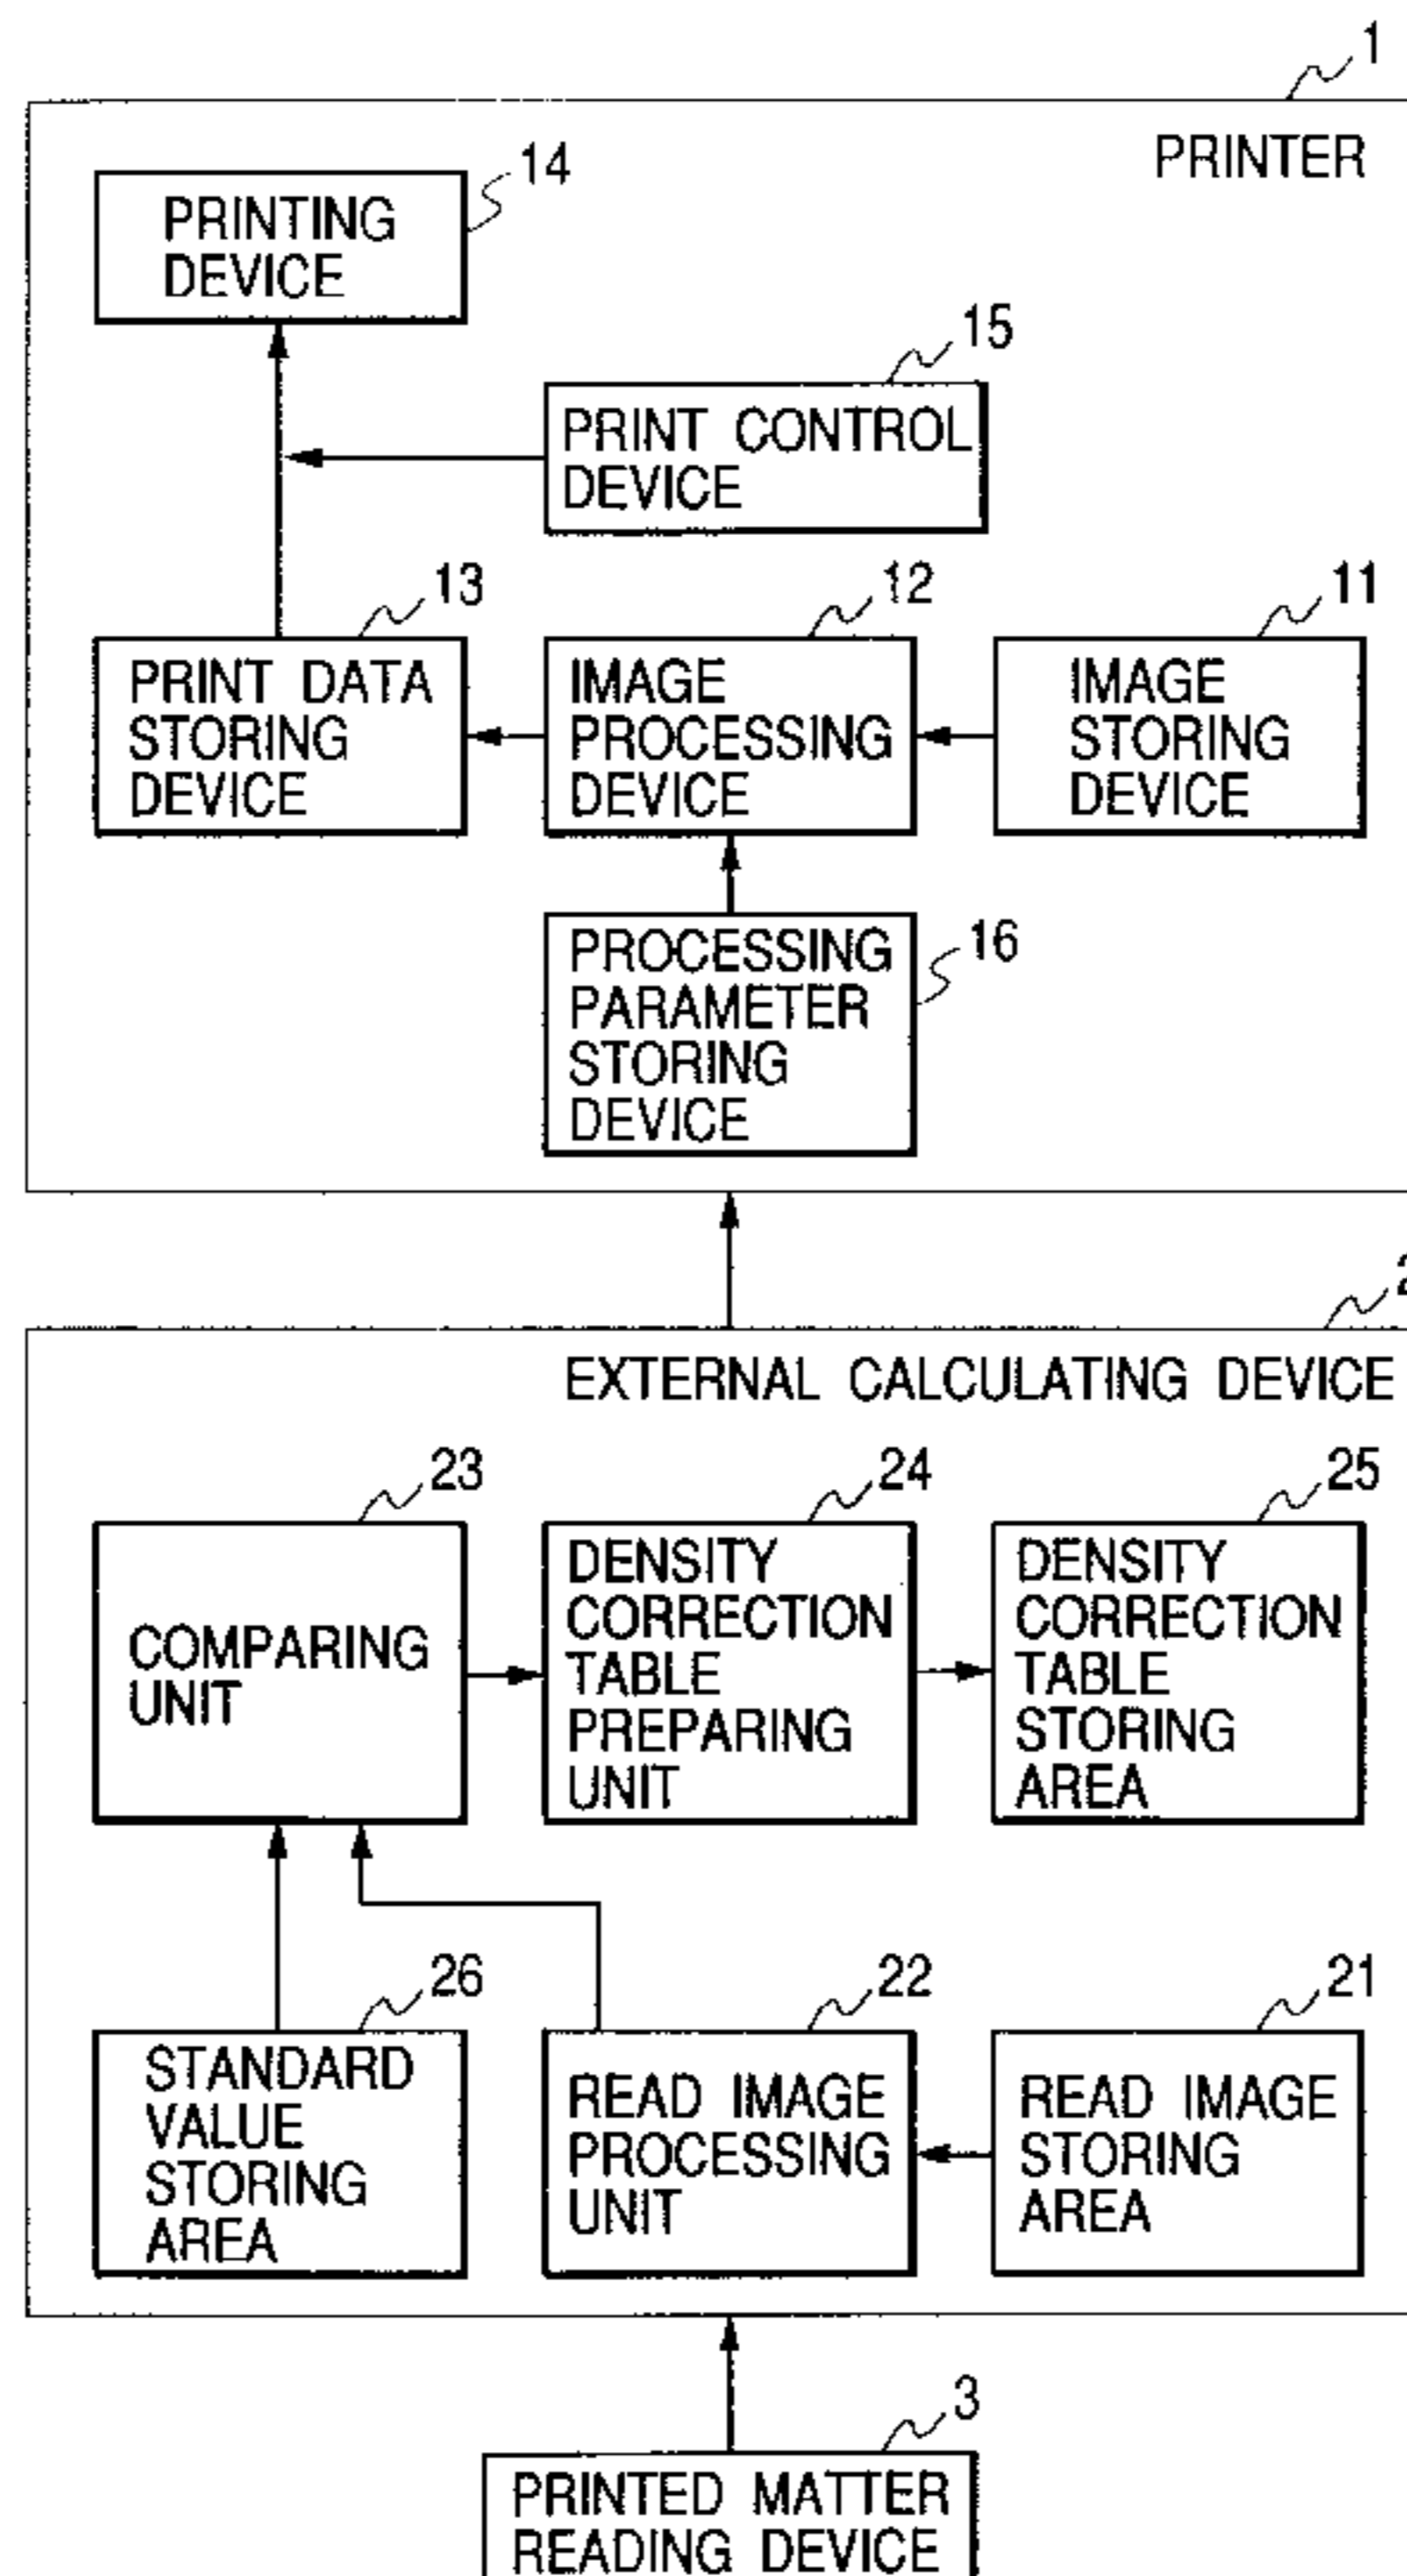 1
PRINTER
14
PRINTING
DEVICE
15
PRINT CONTROL
DEVICE
13
12
11
PRINT DATA
STORING
DEVICE
IMAGE
PROCESSING
DEVICE
IMAGE
STORING
DEVICE
16
PROCESSING
PARAMETER
STORING
DEVICE
2
EXTERNAL CALCULATING DEVICE
23
24
25
COMPARING
UNIT
DENSITY
CORRECTION
TABLE
PREPARING
UNIT
DENSITY
CORRECTION
TABLE
STORING
AREA
26
22
21
STANDARD
VALUE
STORING
AREA
READ IMAGE
PROCESSING
UNIT
READ IMAGE
STORING
AREA
3
PRINTED MATTER
READING DEVICE